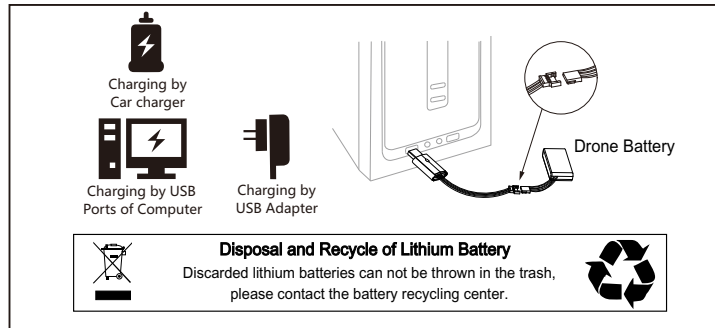 Charging by
Car charger
Charging by USB
Ports of Computer
Charging by
USB Adapter
Drone Battery
Disposal and Recycle of Lithium Battery
Discarded lithium batteries can not be thrown in the trash,
please contact the battery recycling center.